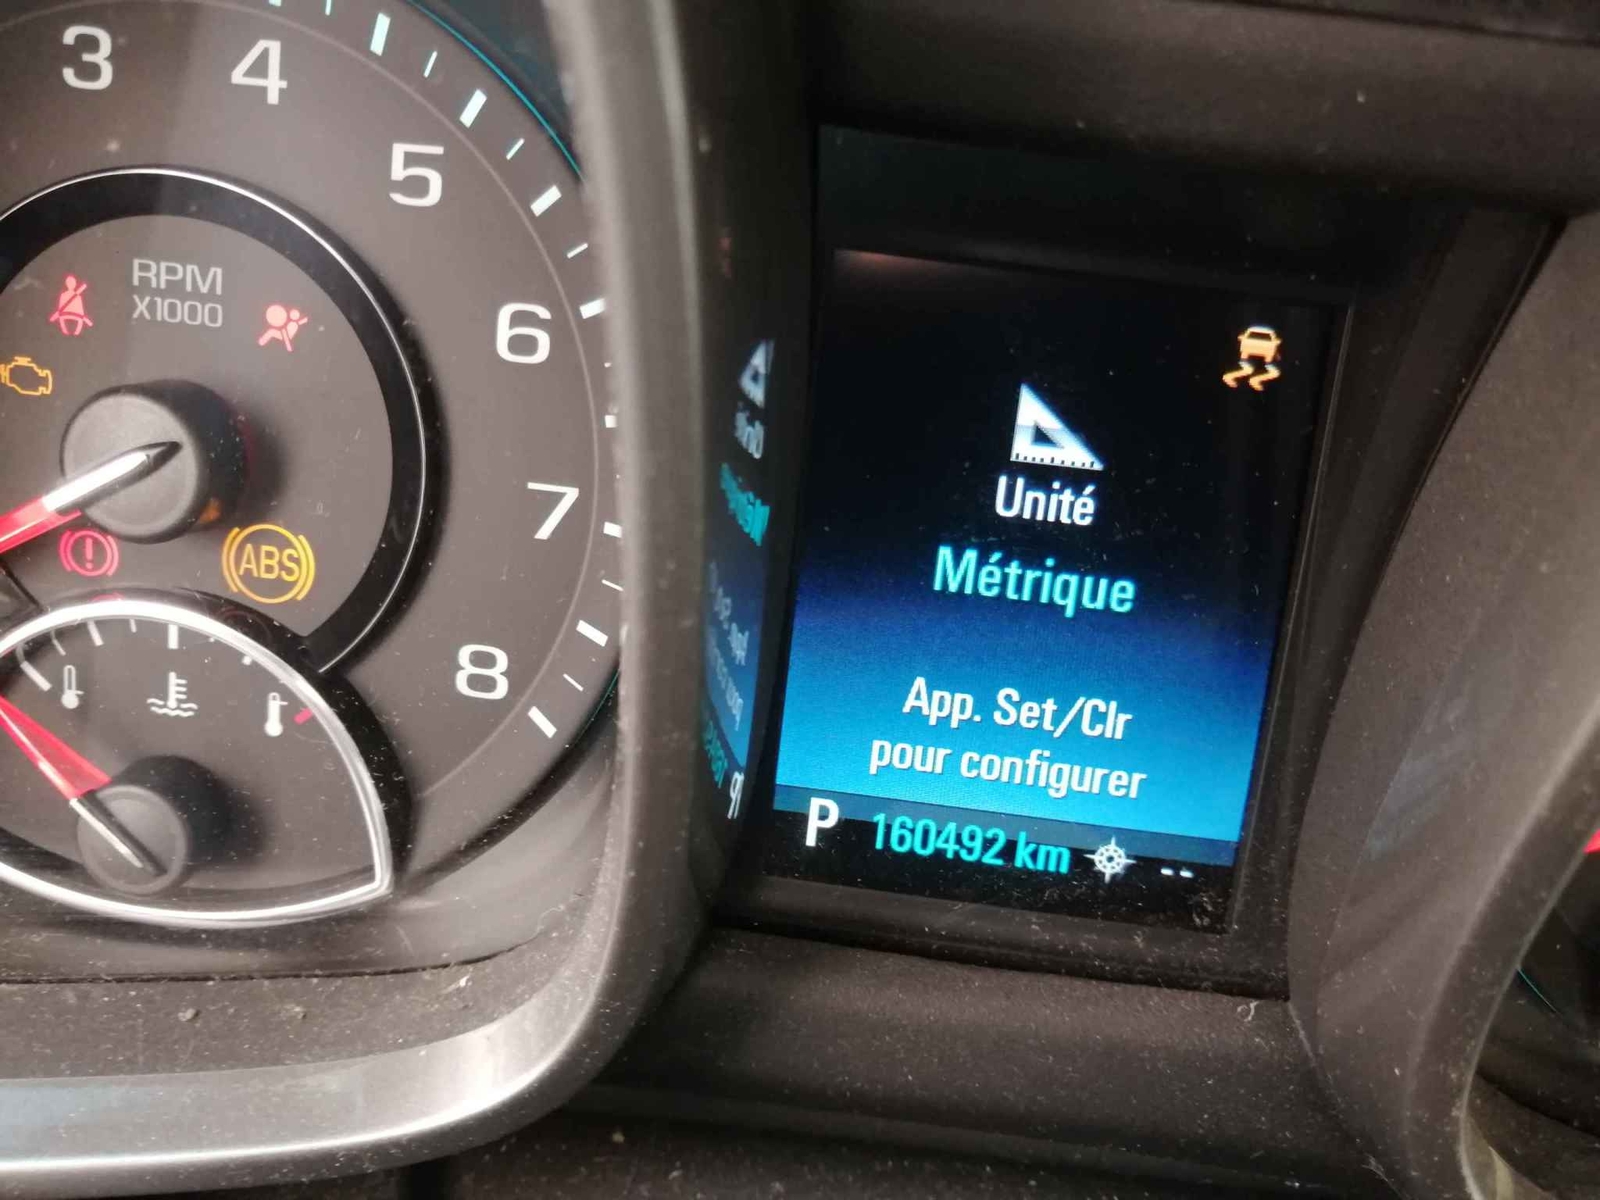 3
4
5
6
7
8
RPM
X1000
ABS
Unité
Métrique
App. Set/Clr
pour configurer
P 160492 km --